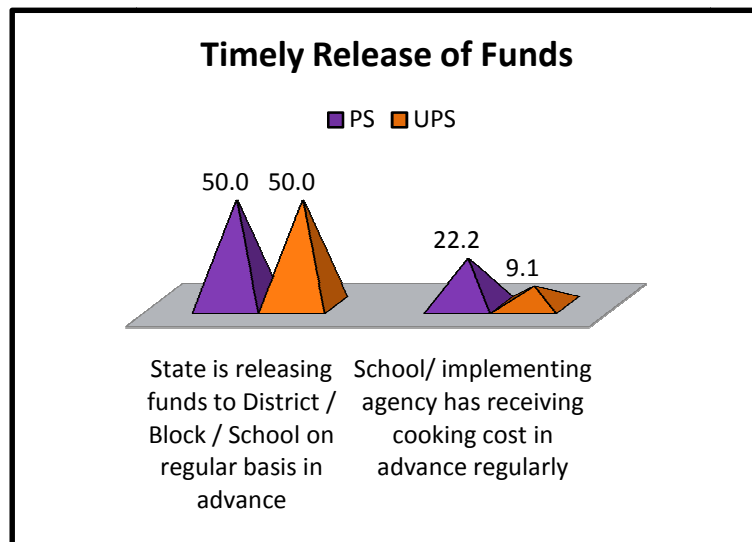 Timely Release of Funds
PS UPS
50.0 50.0
22.2
9.1
State is releasing
funds to District /
Block / School on
regular basis in
advance
School/ implementing
agency has receiving
cooking cost in
advance regularly